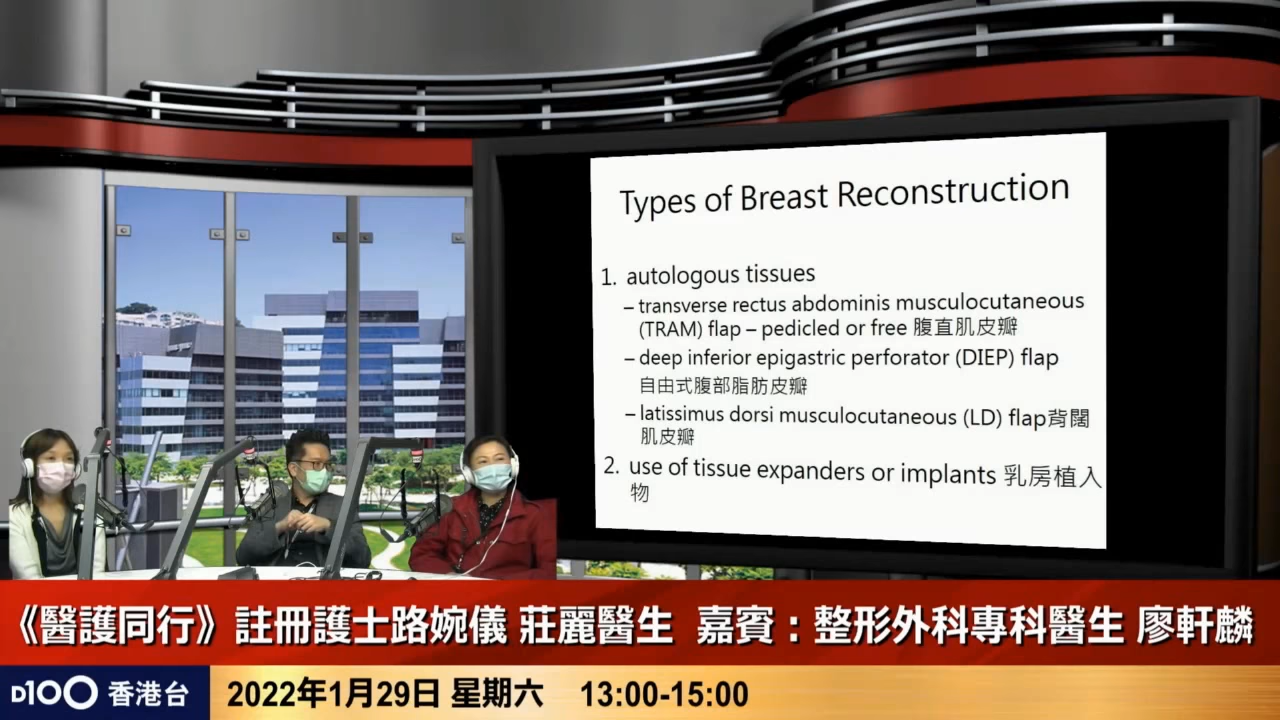 Types of Breast Reconstruction
1. autologous tissues
– transverse rectus abdominis musculocutaneous
(TRAM) flap – pedicled or free 腹直肌皮瓣
– deep inferior epigastric perforator (DIEP) flap
自由式腹部脂肪皮瓣
– latissimus dorsi musculocutaneous (LD) flap背闊
肌皮瓣
2. use of tissue expanders or implants 乳房植入
物
《醫護同行》註冊護士路婉儀 莊麗醫生 嘉賓：整形外科專科醫生 廖軒麟
D100 香港台
2022年1月29日 星期六 13:00-15:00